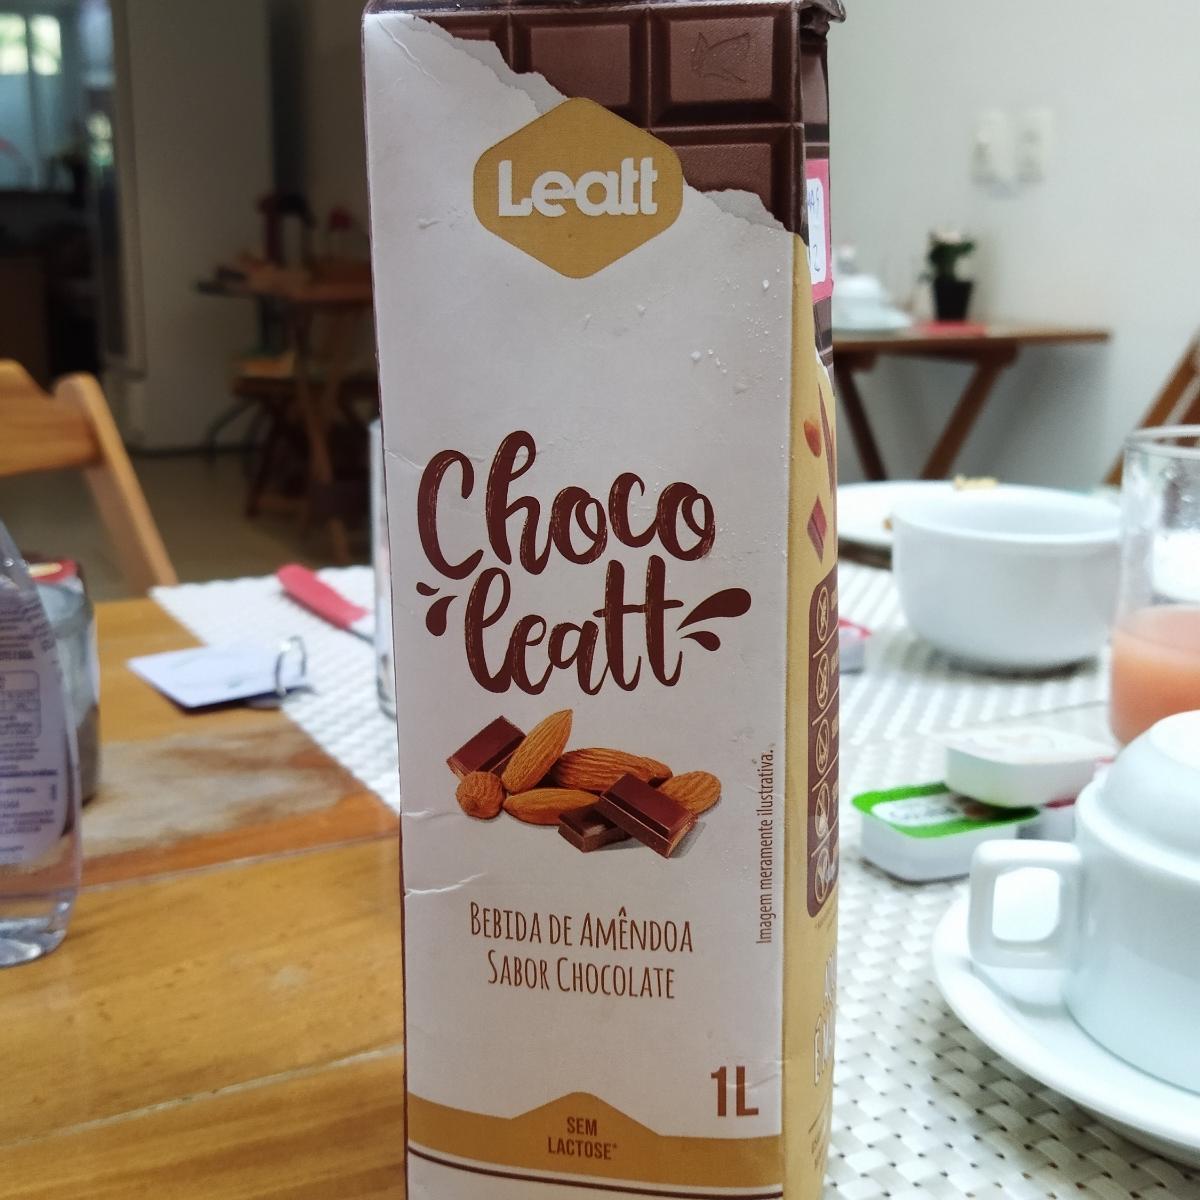 Leatt
Choco
leatt
Imagem meramente ilustrativa.
BEBIDA DE AMÊNDOA
SABOR CHOCOLATE
1L
SEM
LACTOSE*